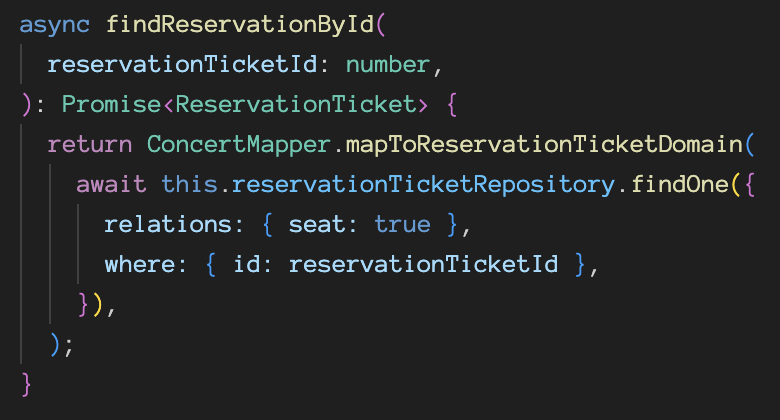 async findReservationById(
  reservationTicketId: number,
): Promise<ReservationTicket> {
  return ConcertMapper.mapToReservationTicketDomain(
    await this.reservationTicketRepository.findOne({
      relations: { seat: true },
      where: { id: reservationTicketId },
    }),
  );
}